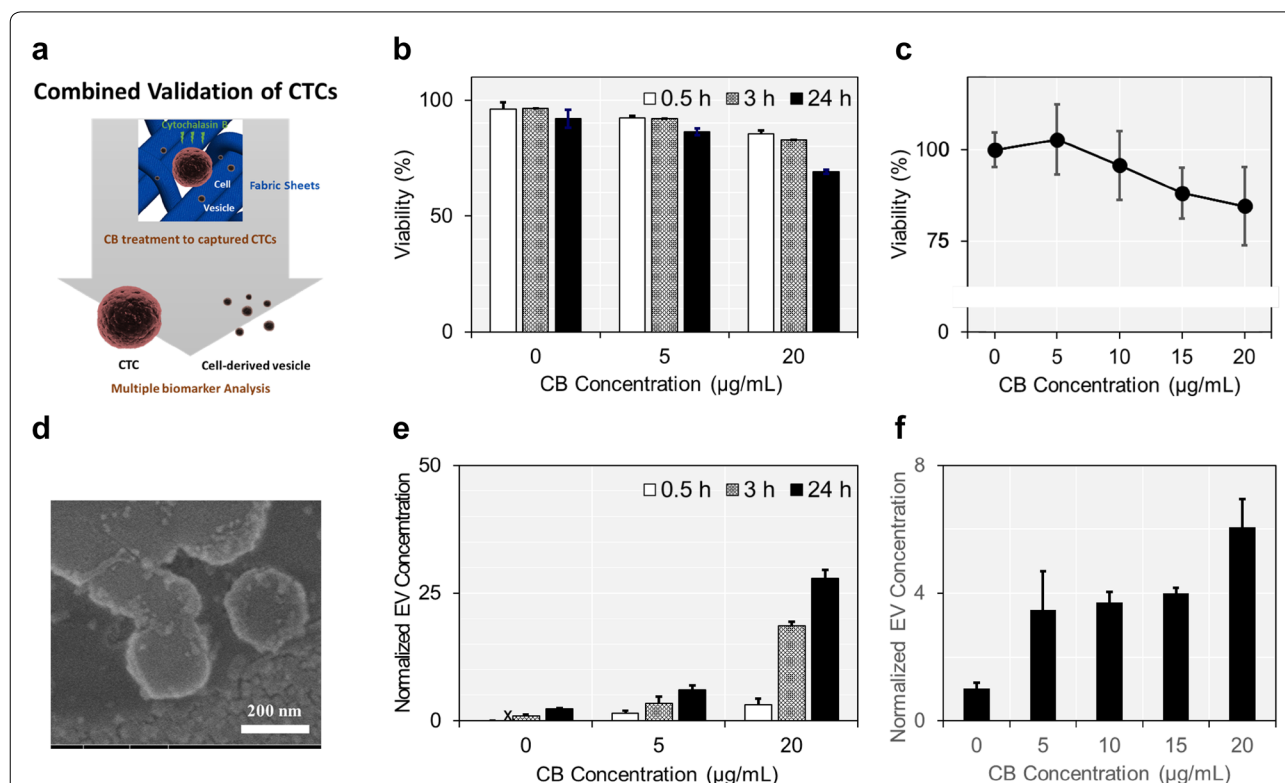 a
Combined Validation of CTCs
Cytochalasin B
Cell
Fabric Sheets
Vesicle
CB treatment to captured CTCs
CTC
Cell-derived vesicle
Multiple biomarker Analysis
b
0.5 h 3 h 24 h
Viability (%)
100
50
0
0 5 20
CB Concentration (µg/mL)
c
Viability (%)
100
75
0
0 5 10 15 20
CB Concentration (µg/mL)
d
200 nm
e
0.5 h 3 h 24 h
Normalized EV Concemtration
50
25
0
X
0 5 20
CB Concentration (µg/mL)
f
Normalized EV Concentration
8
4
0
0 5 10 15 20
CB Concentration (µg/mL)